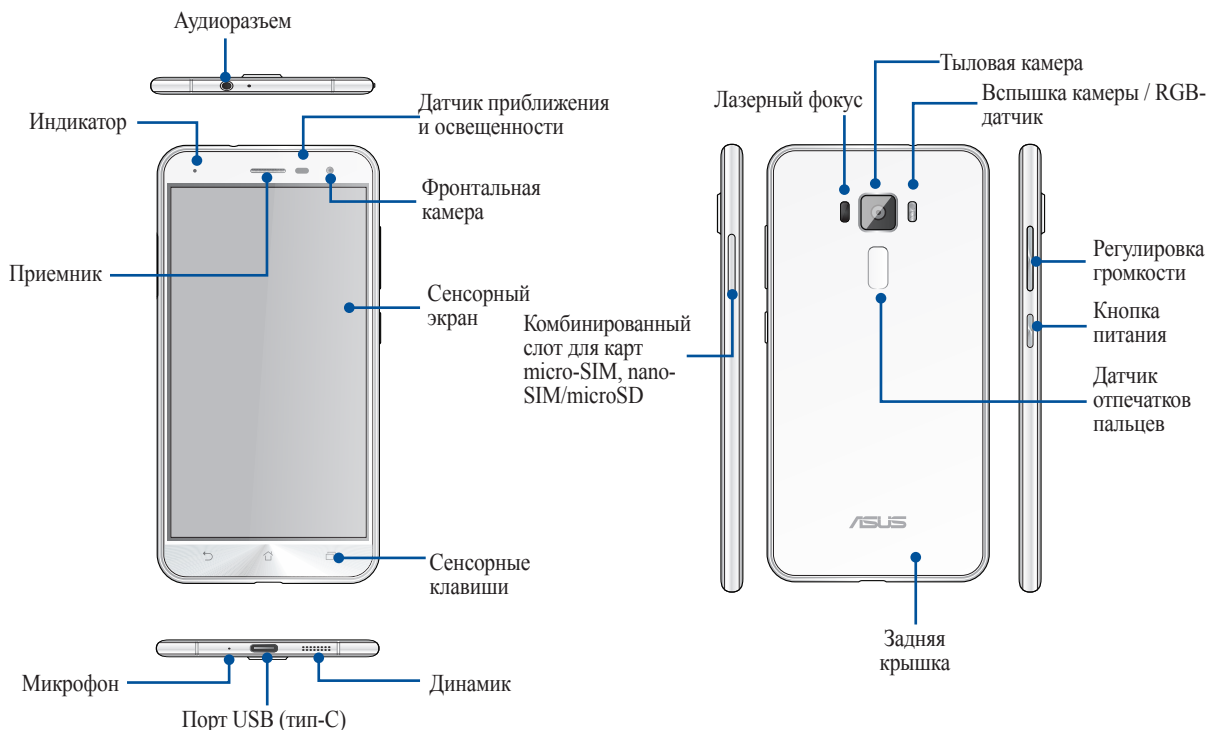 Аудиоразъем
Индикатор
Датчик приближения
и освещенности
Фронтальная
камера
Приемник
Сенсорный
экран
Сенсорные
клавиши
Микрофон
Динамик
Порт USB (тип-C)
Тыловая камера
Лазерный фокус
Вспышка камеры / RGB-
датчик
Регулировка
громкости
Кнопка
питания
Комбинированный
слот для карт
micro-SIM, nano-
SIM/microSD
Датчик
отпечатков
пальцев
ASUS
Задняя
крышка